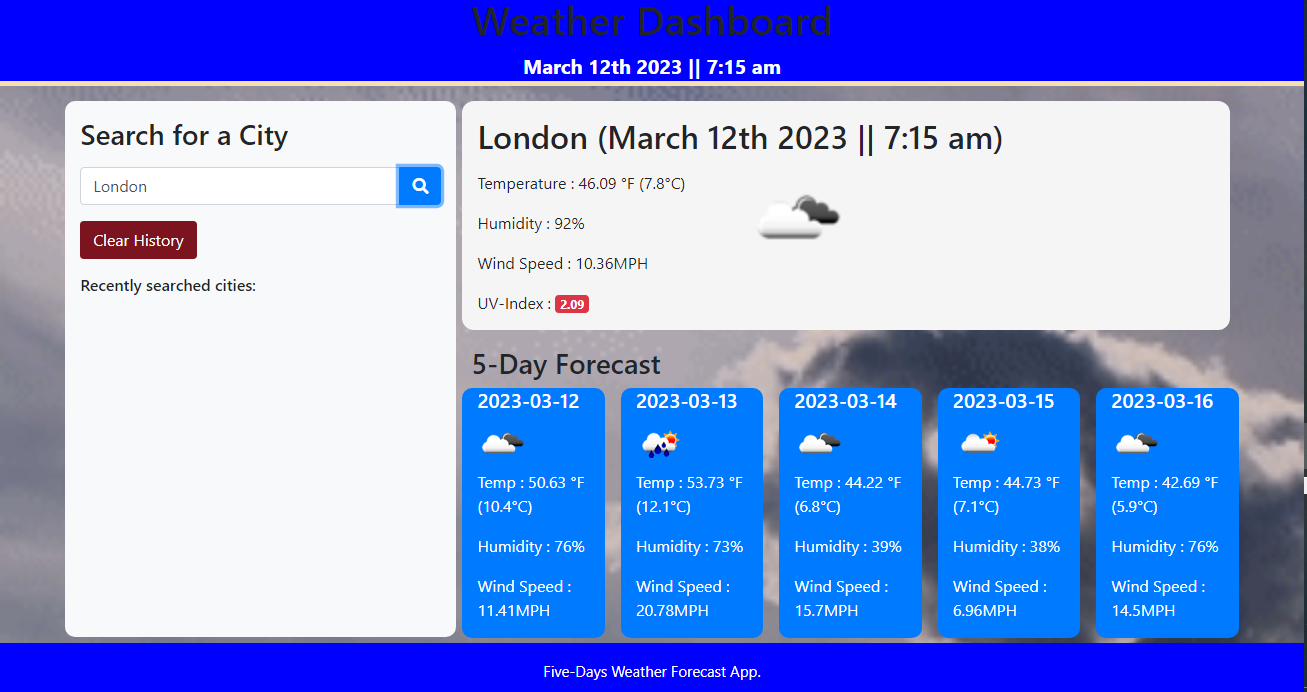 Weather Dashboard
March 12th 2023 || 7:15 am
Search for a City
London
Clear History
Recently searched cities:
London (March 12th 2023 || 7:15 am)
Temperature : 46.09 °F (7.8°C)
Humidity : 92%
Wind Speed : 10.36MPH
UV-Index : 2.09
5-Day Forecast
2023-03-12
Temp : 50.63 °F
(10.4°C)
Humidity : 76%
Wind Speed :
11.41MPH
2023-03-13
Temp : 53.73 °F
(12.1°C)
Humidity : 73%
Wind Speed :
20.78MPH
2023-03-14
Temp : 44.22 °F
(6.8°C)
Humidity : 39%
Wind Speed :
15.7MPH
2023-03-15
Temp : 44.73 °F
(7.1°C)
Humidity : 38%
Wind Speed :
6.96MPH
2023-03-16
Temp : 42.69 °F
(5.9°C)
Humidity : 76%
Wind Speed :
14.5MPH
Five-Days Weather Forecast App.